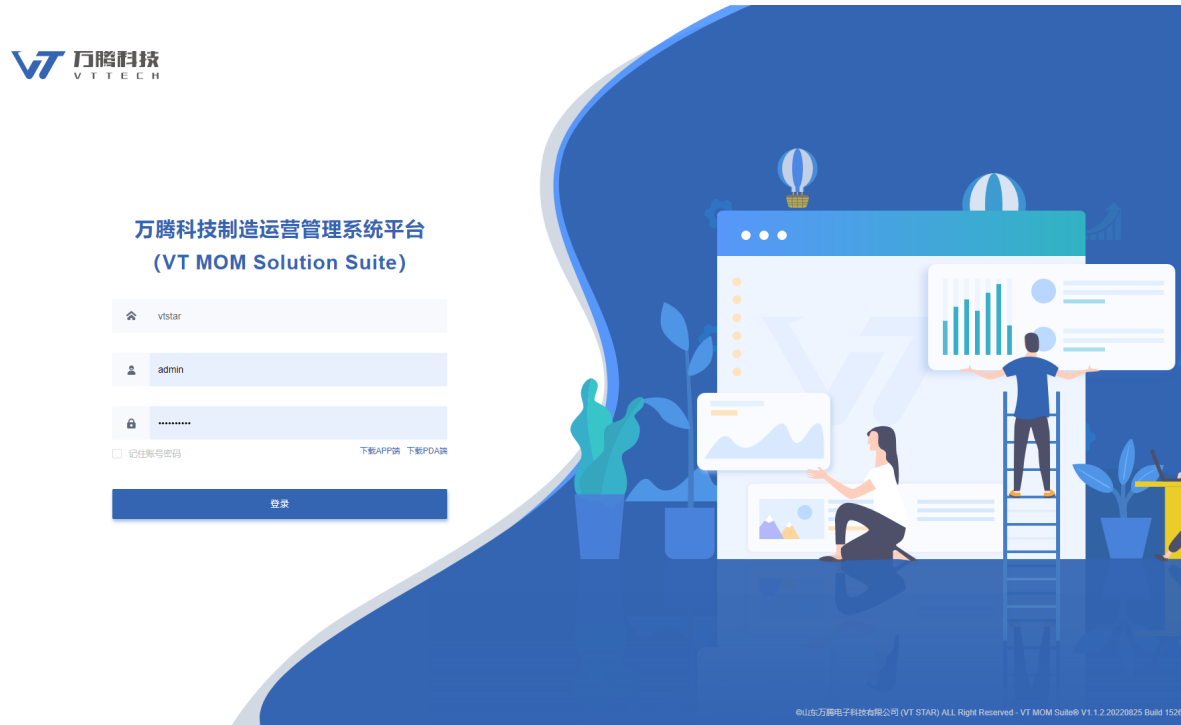 万腾科技
VTTECH
万腾科技制造运营管理系统平台
(VT MOM Solution Suite)
vtstar
admin
••••••••••
记住账号密码
下载APP端 下载PDA端
登录
©山东万腾电子科技有限公司 (VT STAR) ALL Right Reserved - VT MOM Suite® V1.1.2.20220825 Build 1526